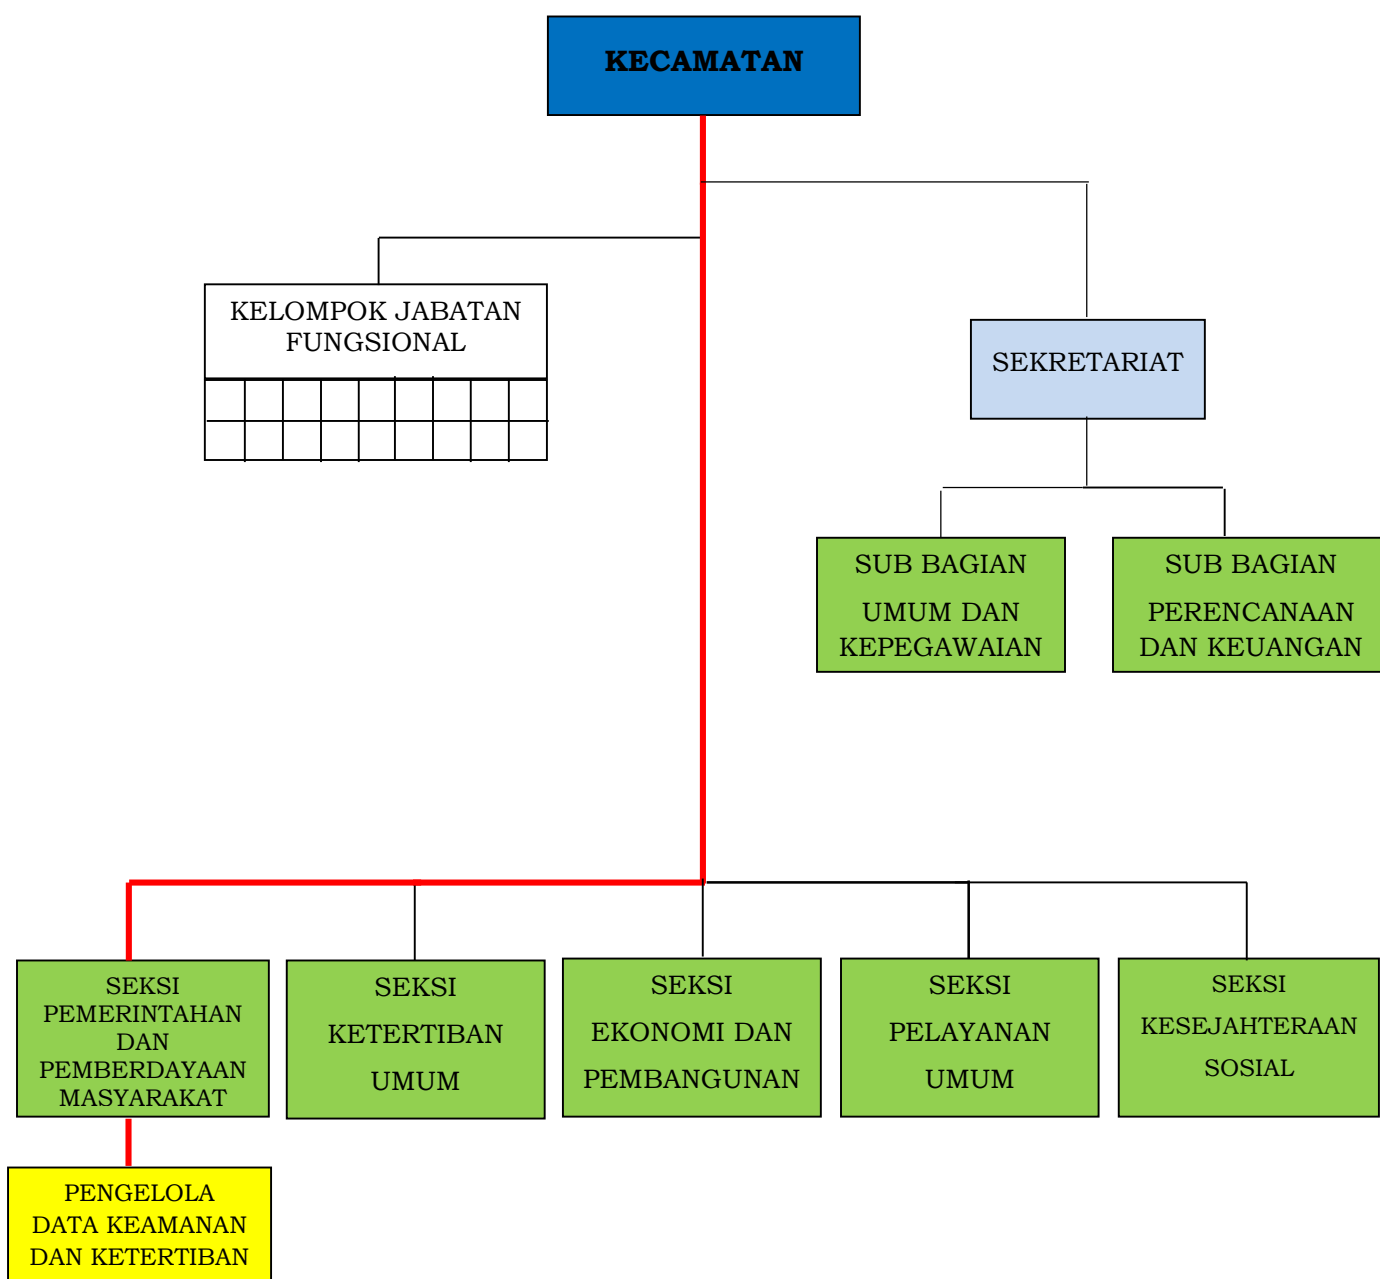 KECAMATAN
KELOMPOK JABATAN
FUNGSIONAL
SEKRETARIAT
SUB BAGIAN
UMUM DAN
KEPEGAWAIAN
SUB BAGIAN
PERENCANAAN
DAN KEUANGAN
SEKSI
PEMERINTAHAN
DAN
PEMBERDAYAAN
MASYARAKAT
SEKSI
KETERTIBAN
UMUM
SEKSI
EKONOMI DAN
PEMBANGUNAN
SEKSI
PELAYANAN
UMUM
SEKSI
KESEJAHTERAAN
SOSIAL
PENGELOLA
DATA KEAMANAN
DAN KETERTIBAN